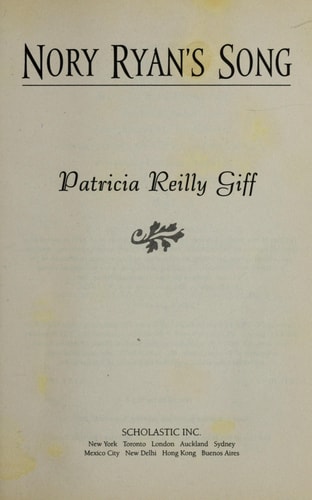 NORY RYAN'S SONG
Patricia Reilly Giff
SCHOLASTIC INC.
New York Toronto London Auckland Sydney
Mexico City New Delhi Hong Kong Buenos Aires